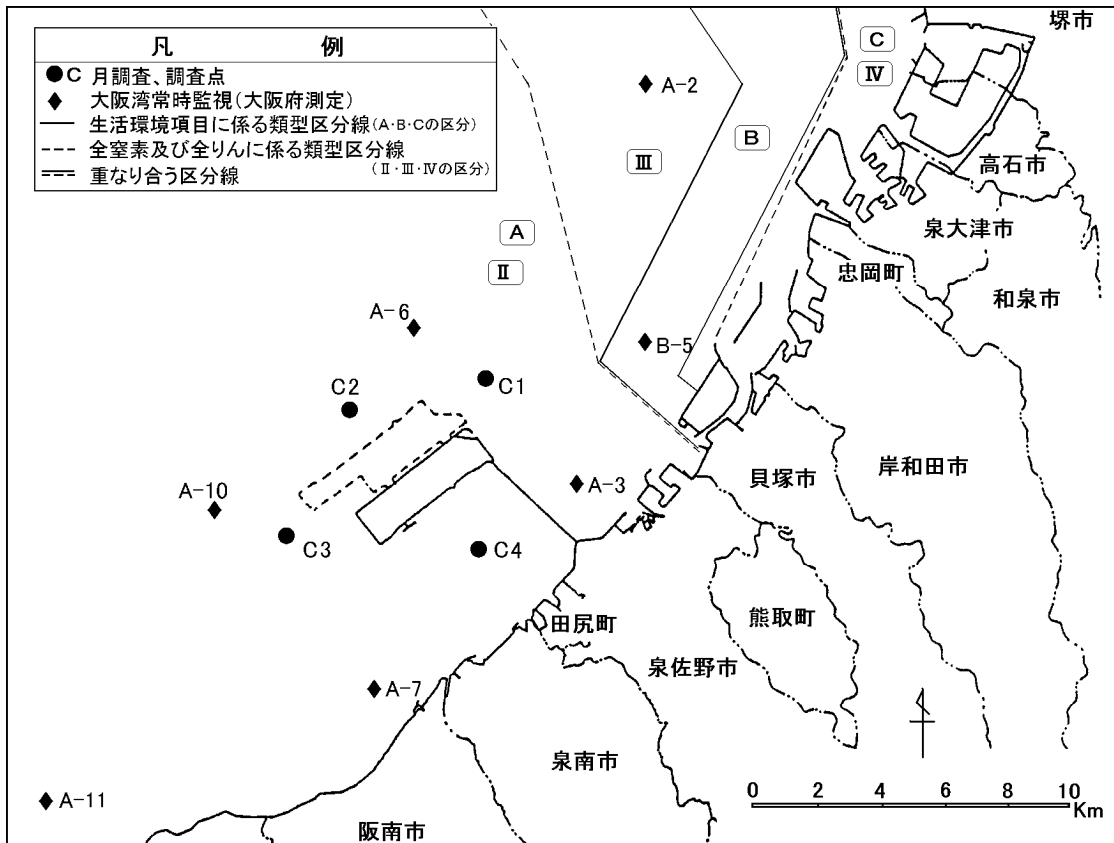 凡 例
C 月調査、調査点
大阪湾常時監視(大阪府測定)
生活環境項目に係る類型区分線(A・B・Cの区分)
全窒素及び全りんに係る類型区分線
(Ⅱ・Ⅲ・Ⅳの区分)
重なり合う区分線
堺市
C
Ⅳ
A-2
B
Ⅲ
高石市
泉大津市
A
Ⅱ
忠岡町
和泉市
A-6
B-5
C1
C2
岸和田市
貝塚市
A-3
A-10
C3
C4
熊取町
田尻町
泉佐野市
A-7
泉南市
A-11
阪南市
0 2 4 6 8 10
Km